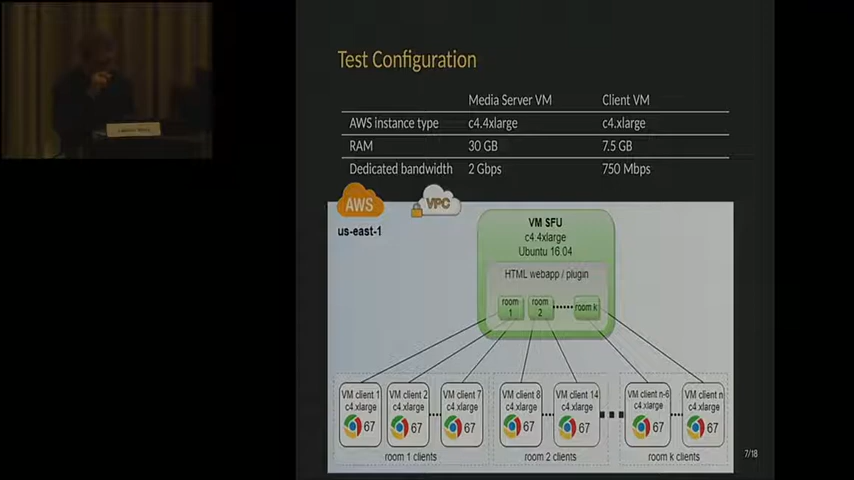 Test Configuration
Media Server VM Client VM
AWS instance type c4.4xlarge c4.xlarge
RAM 30 GB 7.5 GB
Dedicated bandwidth 2 Gbps 750 Mbps
AWS
VPC
us-east-1
VM SFU
c4.4xlarge
Ubuntu 16.04
HTML webapp / plugin
room 1
room 2
room k
VM client 1 c4.xlarge 67
VM client 2 c4.xlarge 67
VM client 7 c4.xlarge 67
VM client 8 c4.xlarge 67
VM client 14 c4.xlarge 67
VM client n-6 c4.xlarge 67
VM client n c4.xlarge 67
room 1 clients
room 2 clients
room k clients
7/18